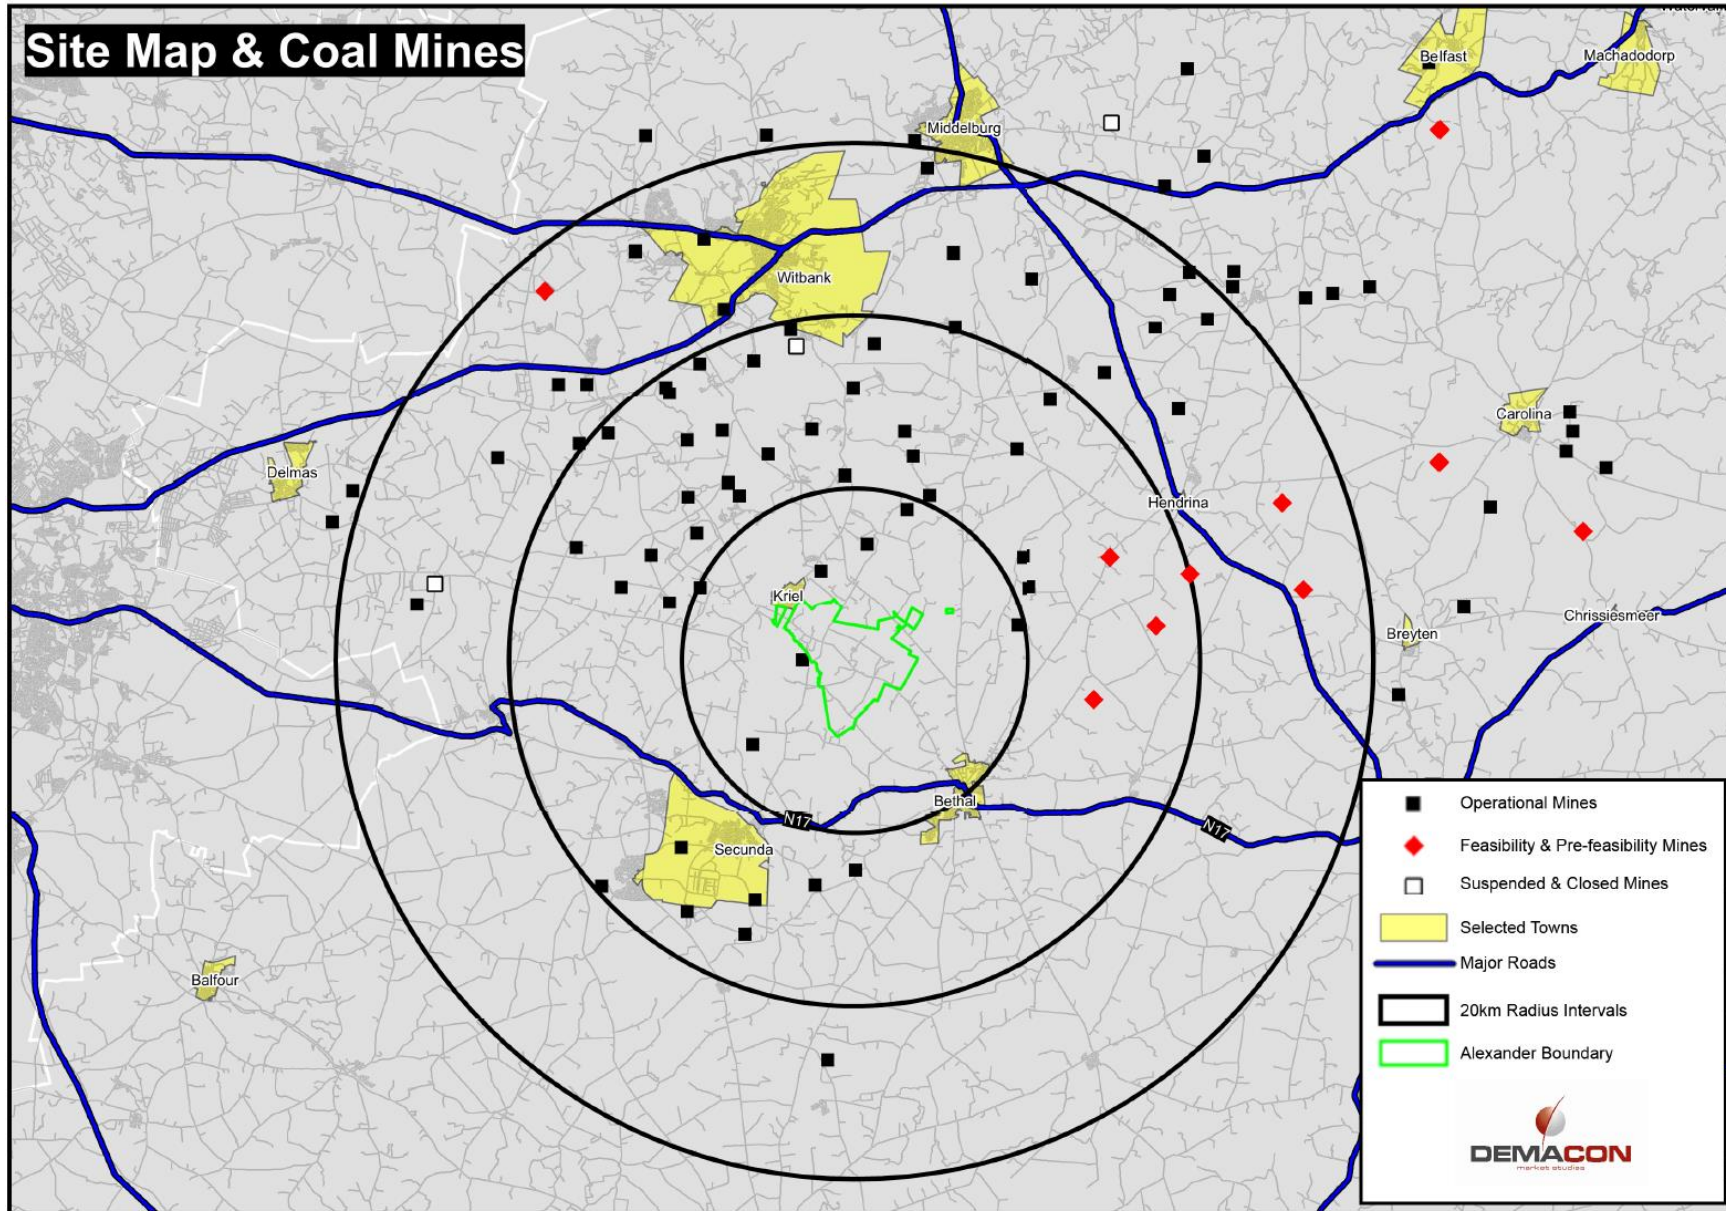 Site Map & Coal Mines
Belfast
Machadodorp
Middelburg
Witbank
Carolina
Delmas
Hendrina
Kriel
Chrissiesmeer
Breyten
Bethal
N17
N17
Secunda
Balfour
Operational Mines
Feasibility & Pre-feasibility Mines
Suspended & Closed Mines
Selected Towns
Major Roads
20km Radius Intervals
Alexander Boundary
DEMACON
market studies